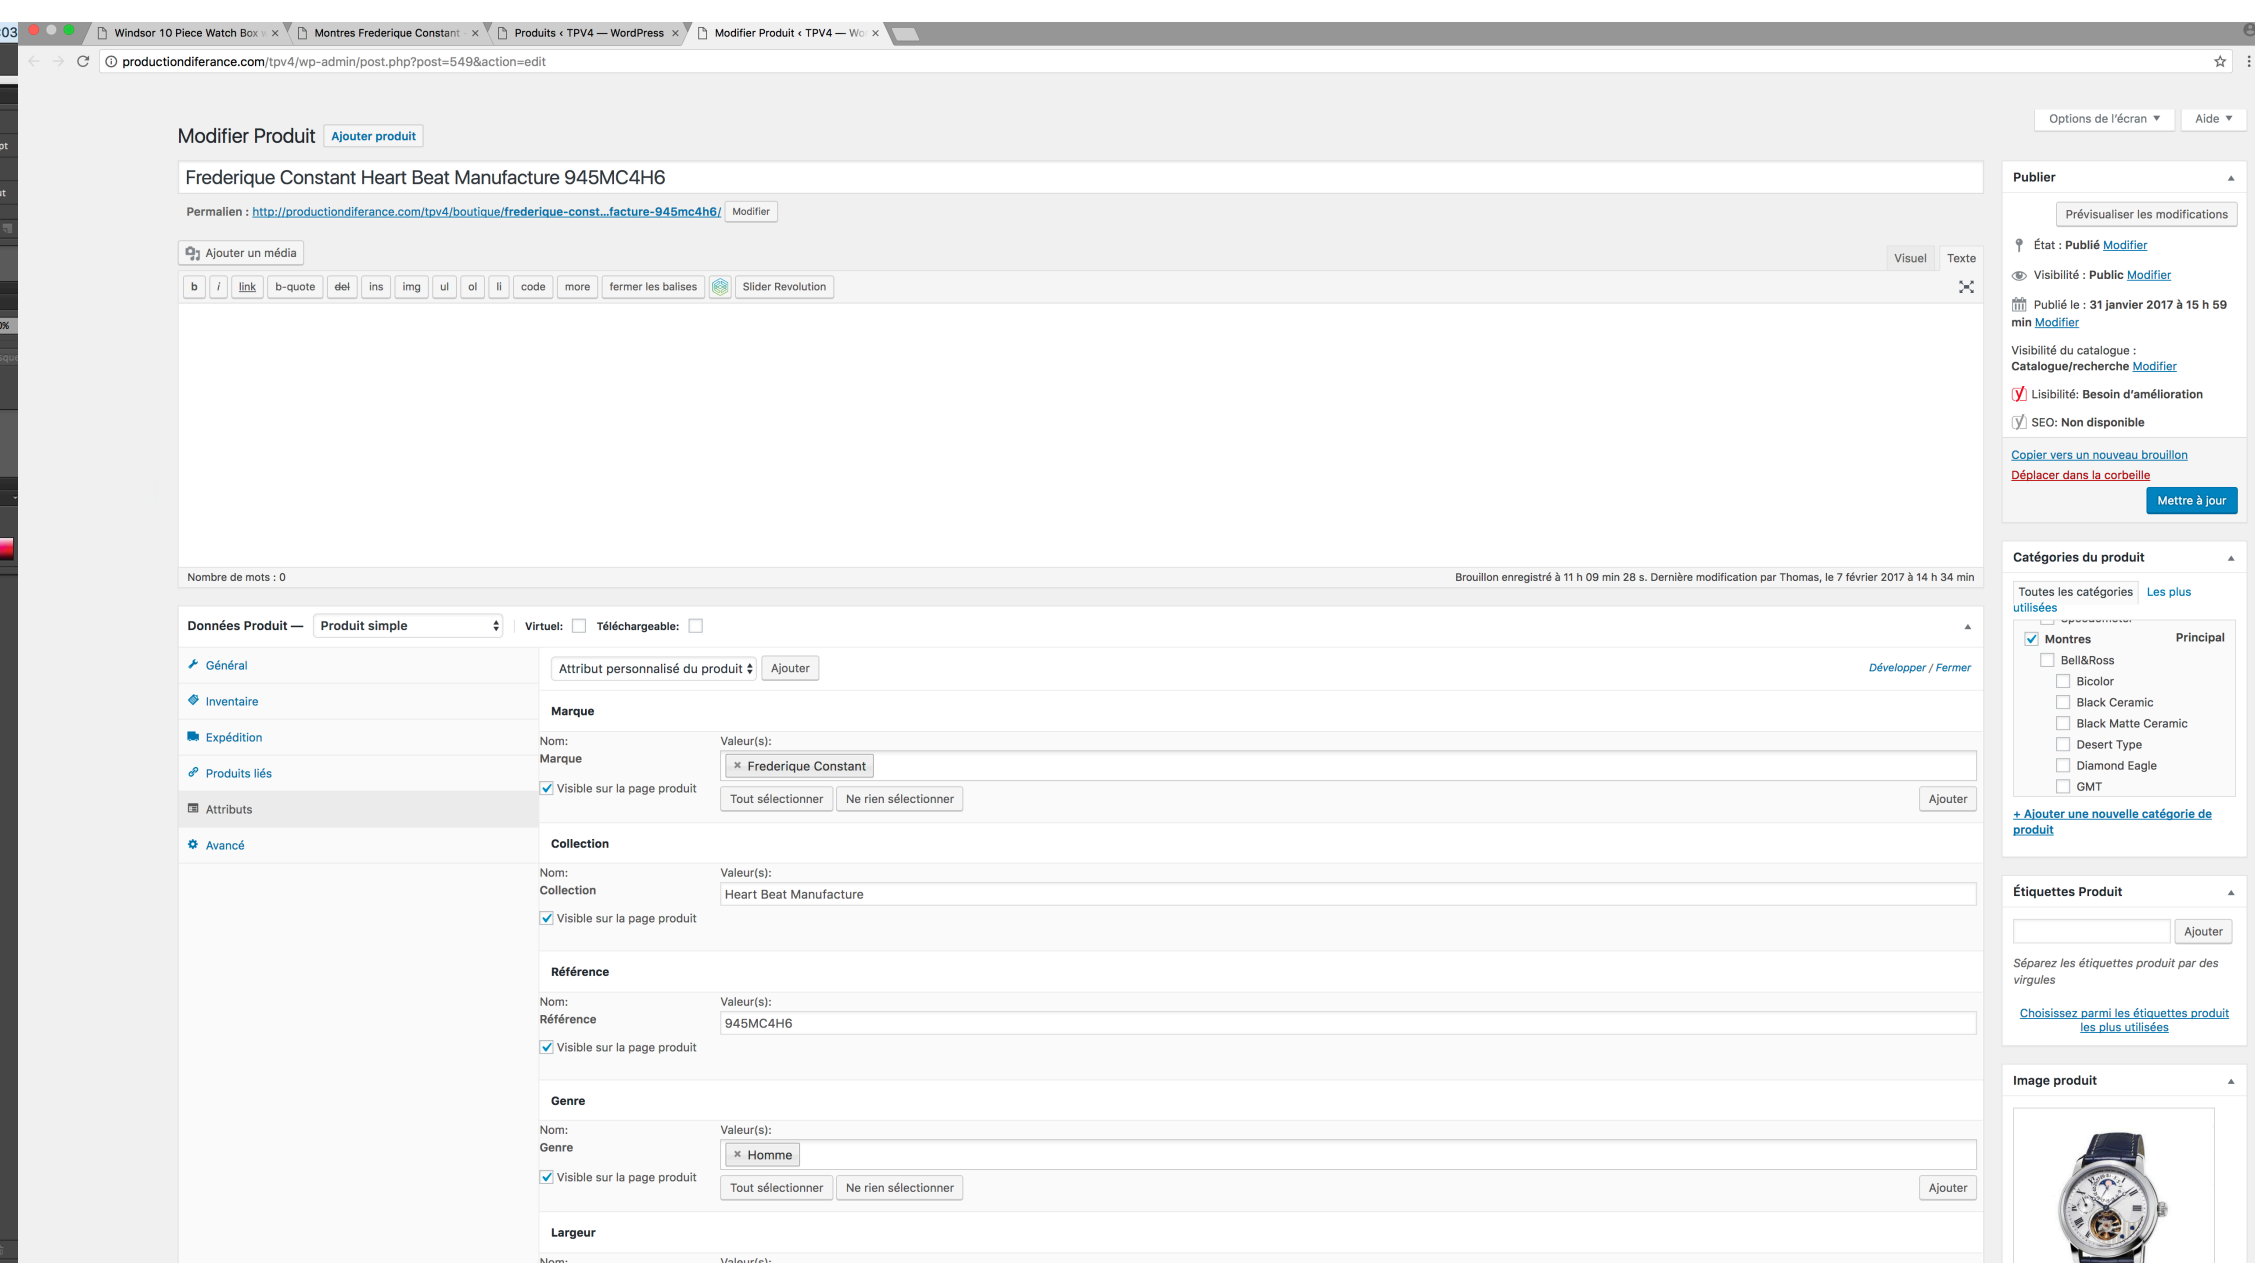 :03
Windsor 10 Piece Watch Box
Montres Frederique Constant
Produits ‹ TPV4 — WordPress
Modifier Produit ‹ TPV4 — Wo
productiondiferance.com/tpv4/wp-admin/post.php?post=549&action=edit
Options de l'écran
Aide
Modifier Produit
Ajouter produit
Frederique Constant Heart Beat Manufacture 945MC4H6
Permalien : http://productiondiferance.com/tpv4/boutique/frederique-const...facture-945mc4h6/
Modifier
Ajouter un média
Visuel
Texte
b
i
link
b-quote
del
ins
img
ul
ol
li
code
more
fermer les balises
Slider Revolution
Nombre de mots : 0
Brouillon enregistré à 11 h 09 min 28 s. Dernière modification par Thomas, le 7 février 2017 à 14 h 34 min
Données Produit —
Produit simple
Virtuel:
Téléchargeable:
Général
Inventaire
Expédition
Produits liés
Attributs
Avancé
Attribut personnalisé du produit
Ajouter
Développer / Fermer
Marque
Nom:
Marque
Visible sur la page produit
Valeur(s):
× Frederique Constant
Tout sélectionner
Ne rien sélectionner
Ajouter
Collection
Nom:
Collection
Visible sur la page produit
Valeur(s):
Heart Beat Manufacture
Référence
Nom:
Référence
Visible sur la page produit
Valeur(s):
945MC4H6
Genre
Nom:
Genre
Visible sur la page produit
Valeur(s):
× Homme
Tout sélectionner
Ne rien sélectionner
Ajouter
Largeur
Nom:
Valeur(s):
Publier
Prévisualiser les modifications
État : Publié Modifier
Visibilité : Public Modifier
Publié le : 31 janvier 2017 à 15 h 59
min Modifier
Visibilité du catalogue :
Catalogue/recherche Modifier
Lisibilité: Besoin d'amélioration
SEO: Non disponible
Copier vers un nouveau brouillon
Déplacer dans la corbeille
Mettre à jour
Catégories du produit
Toutes les catégories
Les plus
utilisées
Speedometer
Montres
Principal
Bell&Ross
Bicolor
Black Ceramic
Black Matte Ceramic
Desert Type
Diamond Eagle
GMT
+ Ajouter une nouvelle catégorie de
produit
Étiquettes Produit
Ajouter
Séparez les étiquettes produit par des
virgules
Choisissez parmi les étiquettes produit
les plus utilisées
Image produit